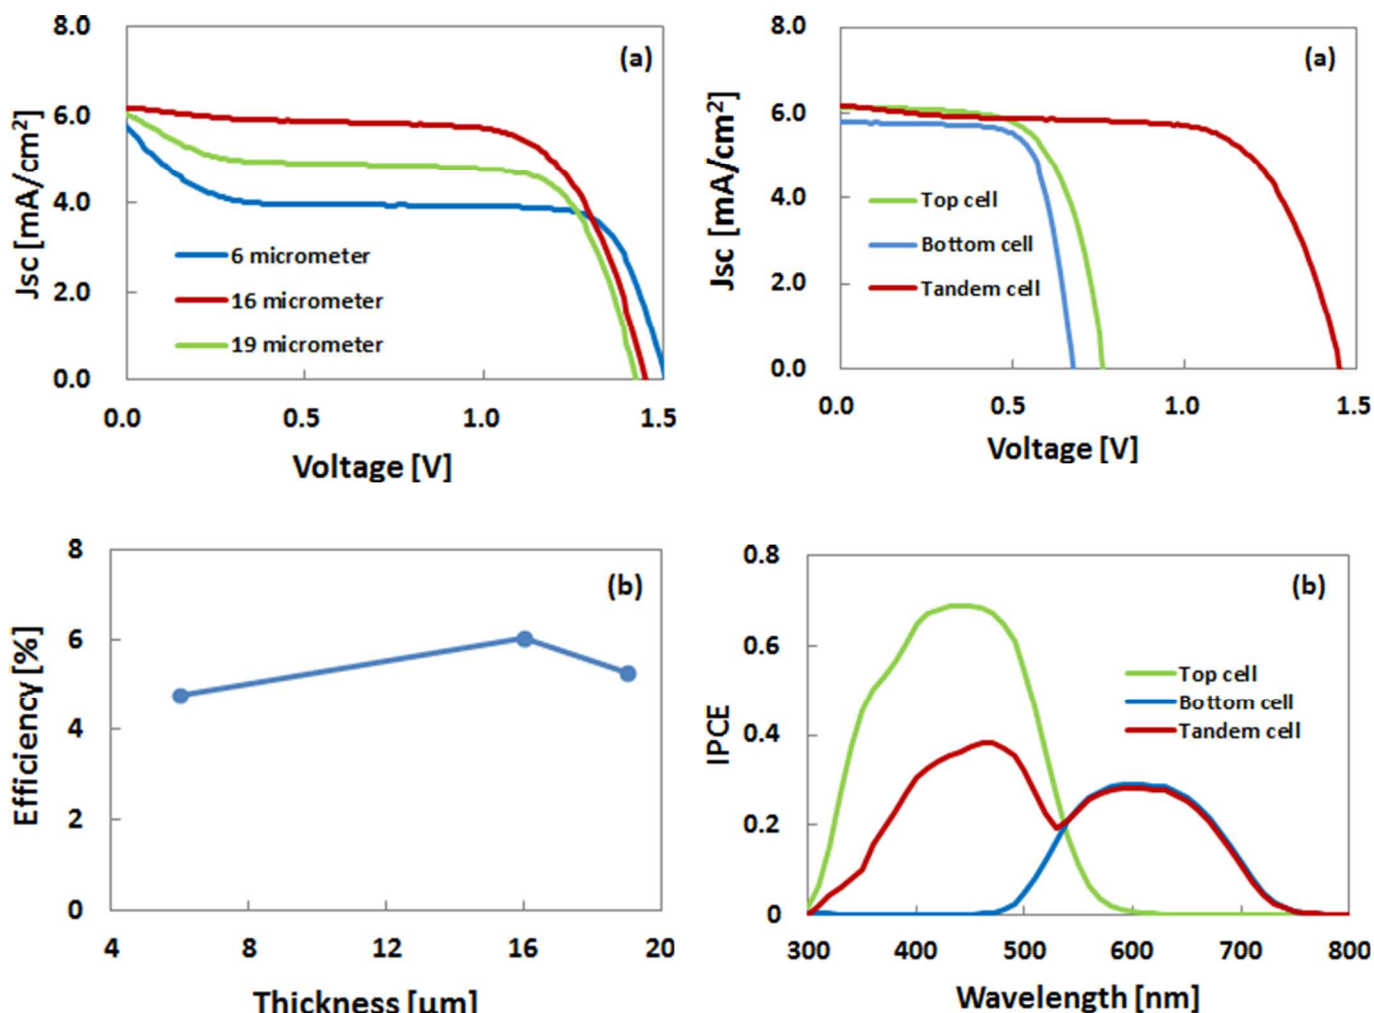 8.0
6.0
4.0
2.0
0.0
Jsc [mA/cm²]
(a)
6 micrometer
16 micrometer
19 micrometer
0.0
0.5
1.0
1.5
Voltage [V]
8.0
6.0
4.0
2.0
0.0
Jsc [mA/cm²]
(a)
Top cell
Bottom cell
Tandem cell
0.0
0.5
1.0
1.5
Voltage [V]
8
6
4
2
0
Efficiency [%]
(b)
4
8
12
16
20
Thickness [µm]
0.8
0.6
0.4
0.2
0
IPCE
(b)
Top cell
Bottom cell
Tandem cell
300
400
500
600
700
800
Wavelength [nm]